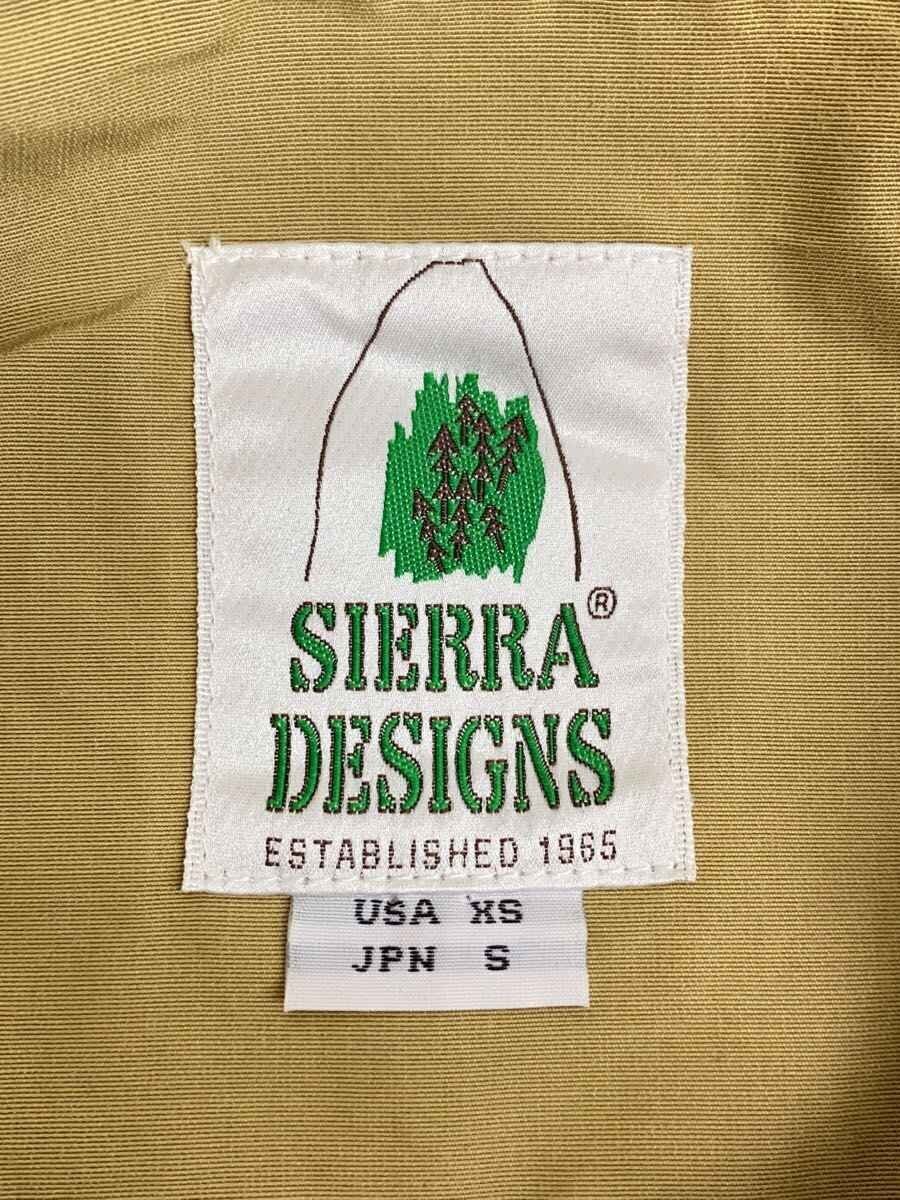 SIERRA®
DESIGNS
ESTABLISHED 1965
USA XS
JPN S